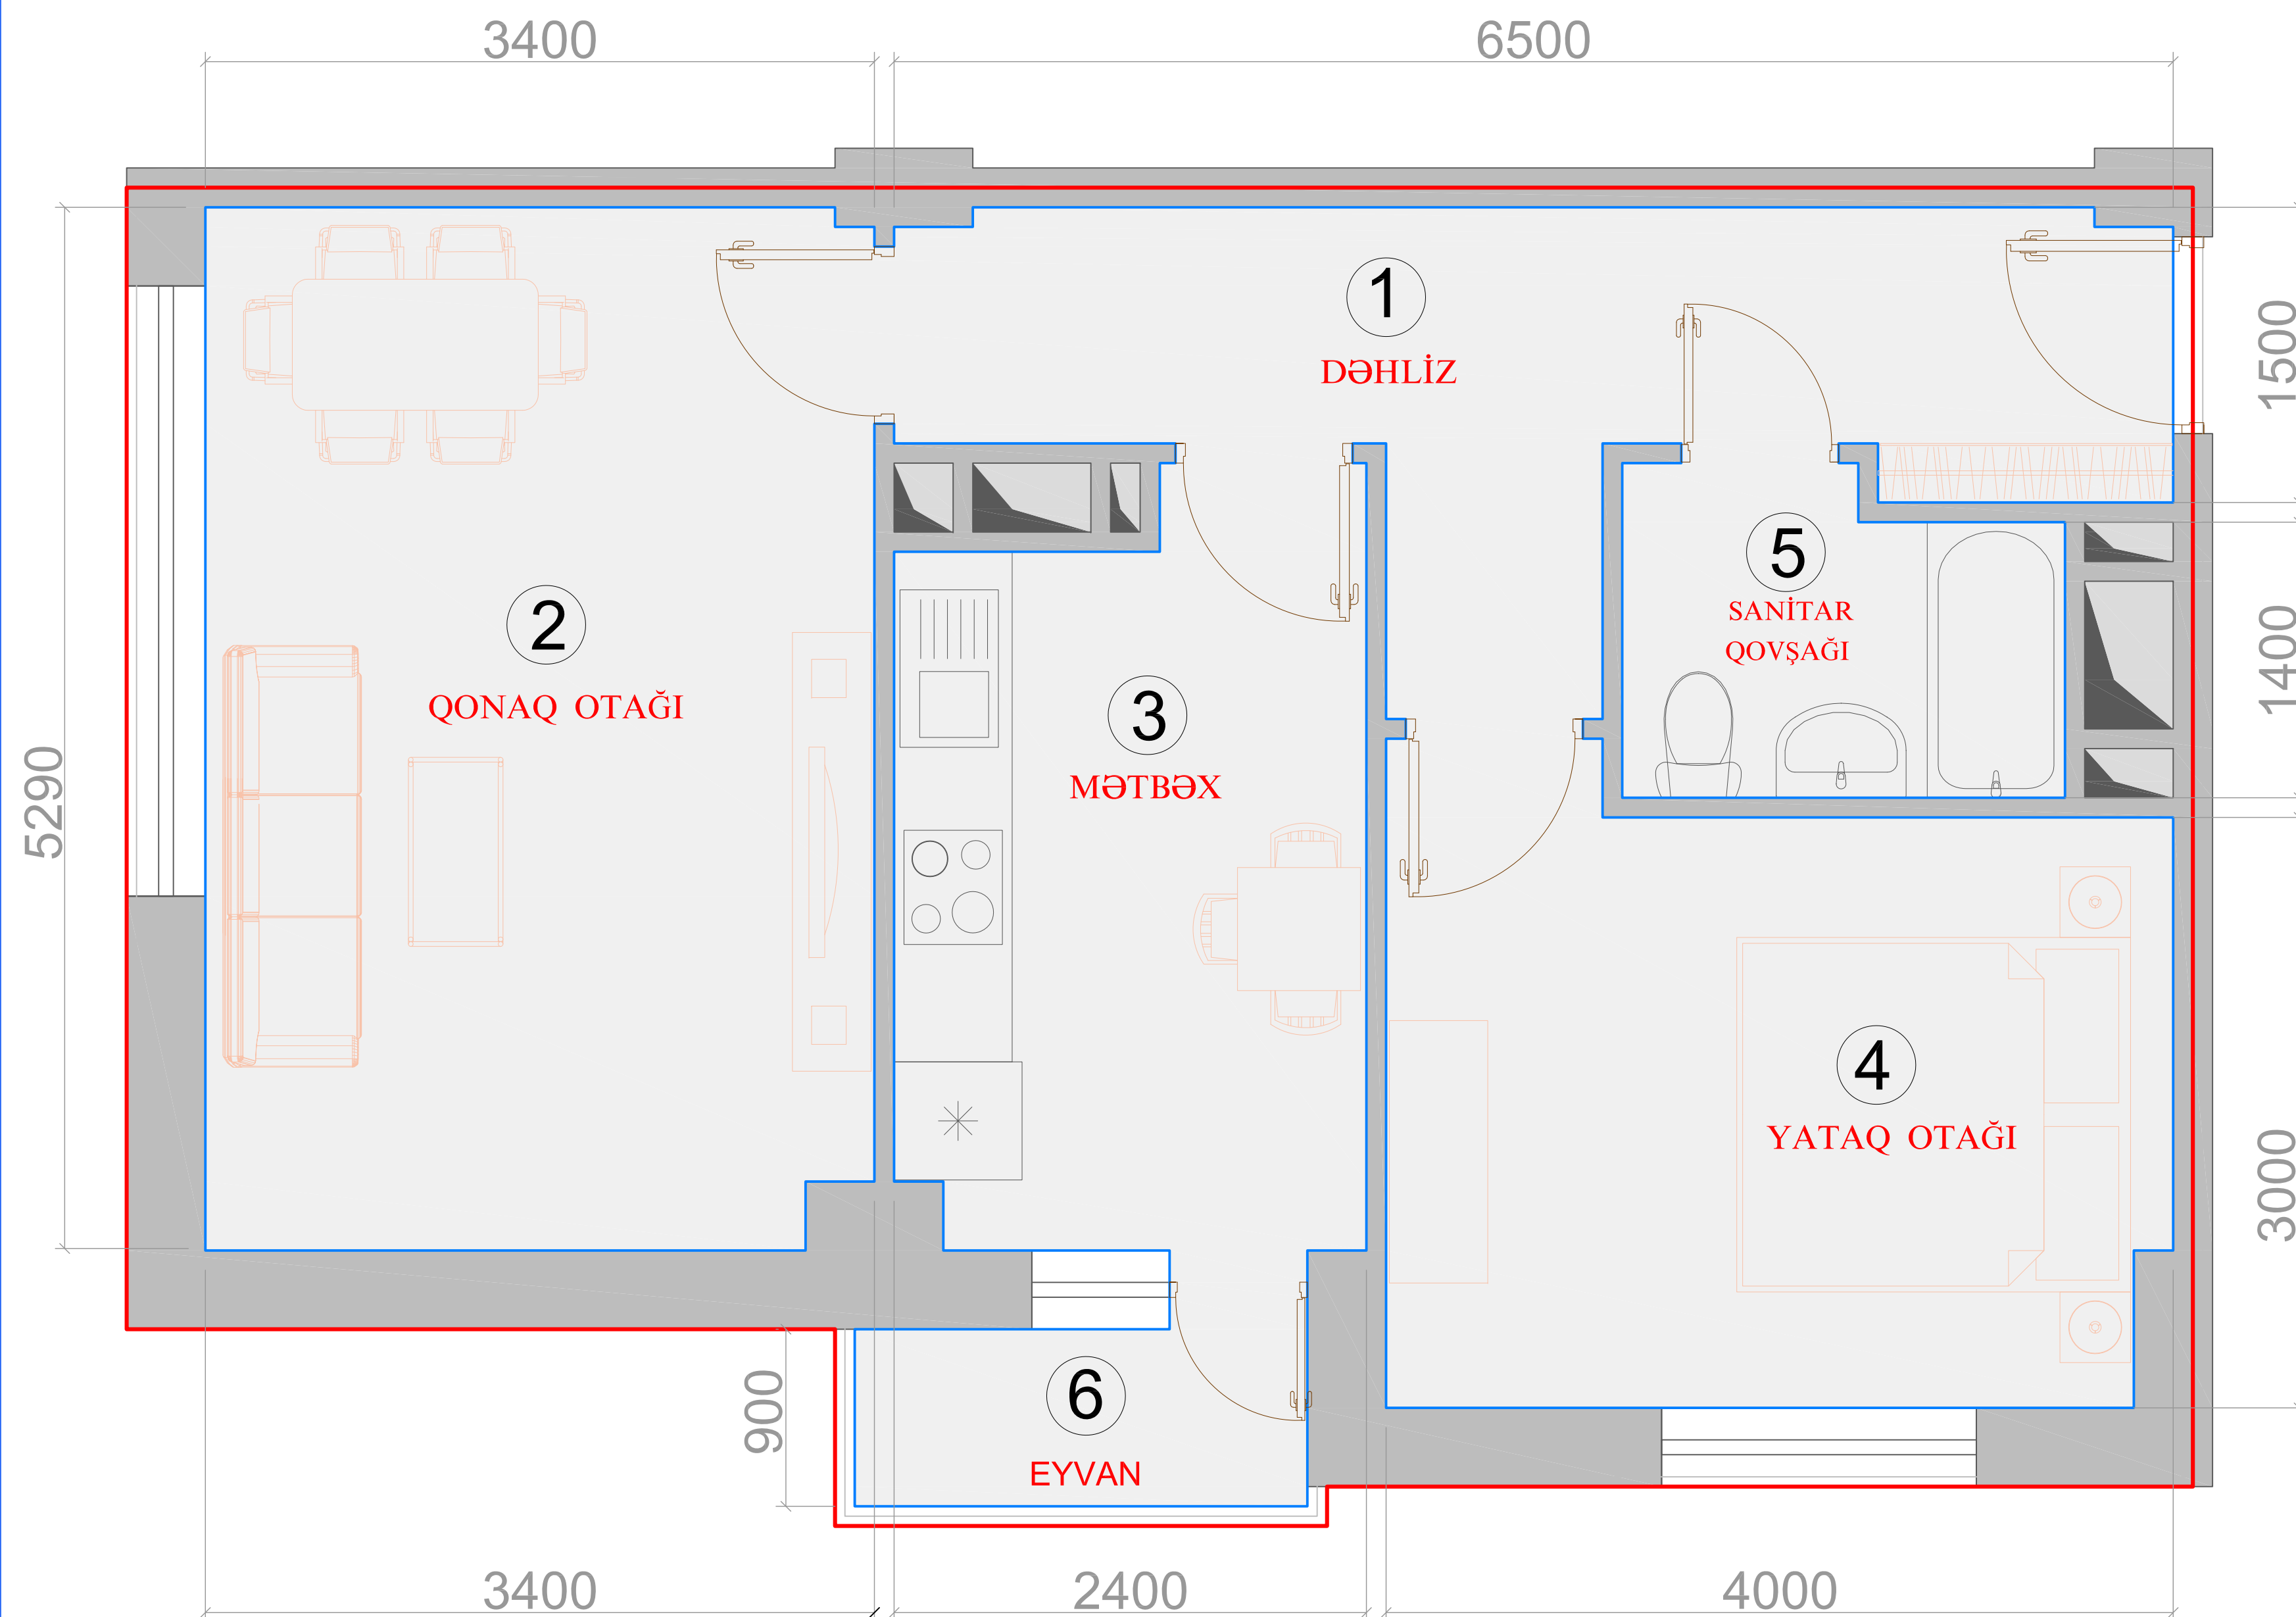 3400
6500
1
DƏHLİZ
1500
2
QONAQ OTAĞI
5
SANİTAR
QOVŞAĞI
1400
3
MƏTBƏX
5290
4
YATAQ OTAĞI
3000
6
EYVAN
900
3400
2400
4000